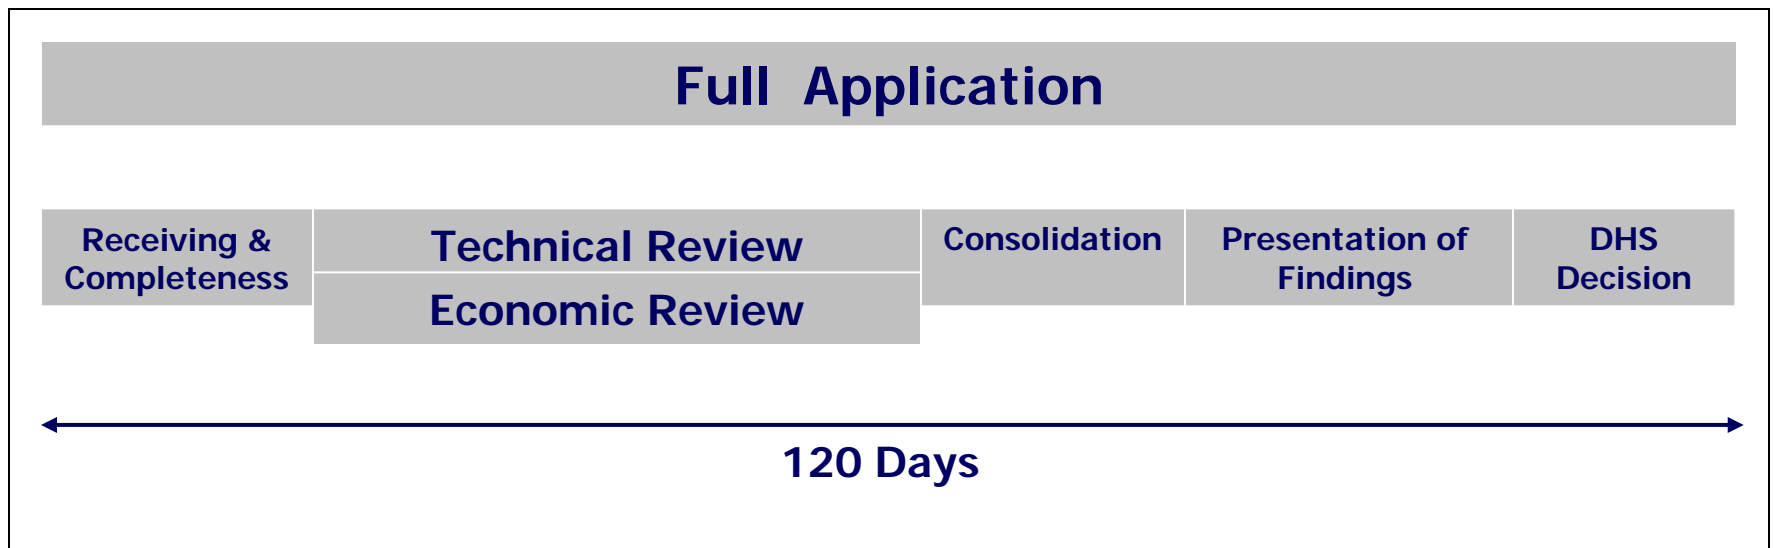 Full Application
Receiving &
Completeness
Technical Review
Economic Review
Consolidation
Presentation of
Findings
DHS
Decision
120 Days